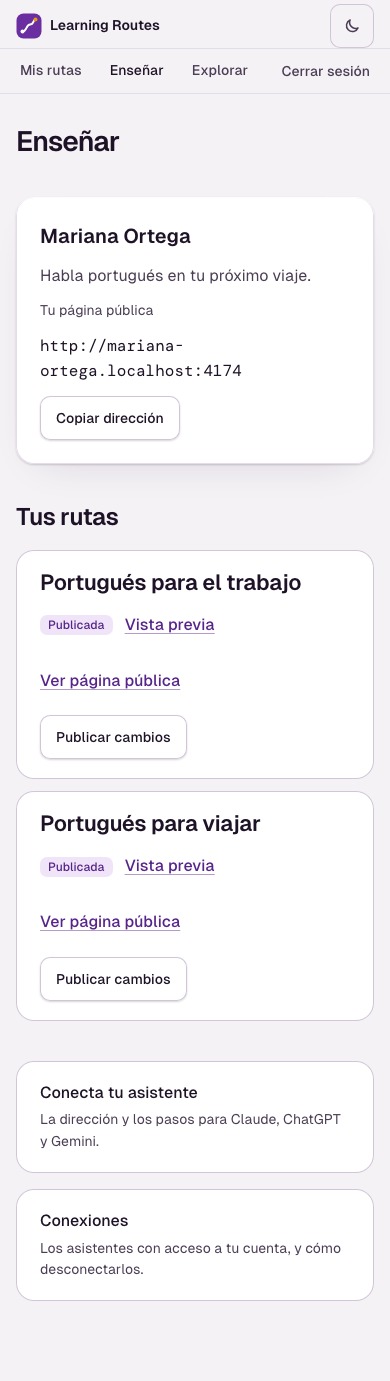 Learning Routes
Mis rutas Enseñar Explorar Cerrar sesión
Enseñar
Mariana Ortega
Habla portugués en tu próximo viaje.
Tu página pública
http://mariana-
ortega.localhost:4174
Copiar dirección
Tus rutas
Portugués para el trabajo
Publicada Vista previa
Ver página pública
Publicar cambios
Portugués para viajar
Publicada Vista previa
Ver página pública
Publicar cambios
Conecta tu asistente
La dirección y los pasos para Claude, ChatGPT
y Gemini.
Conexiones
Los asistentes con acceso a tu cuenta, y cómo
desconectarlos.